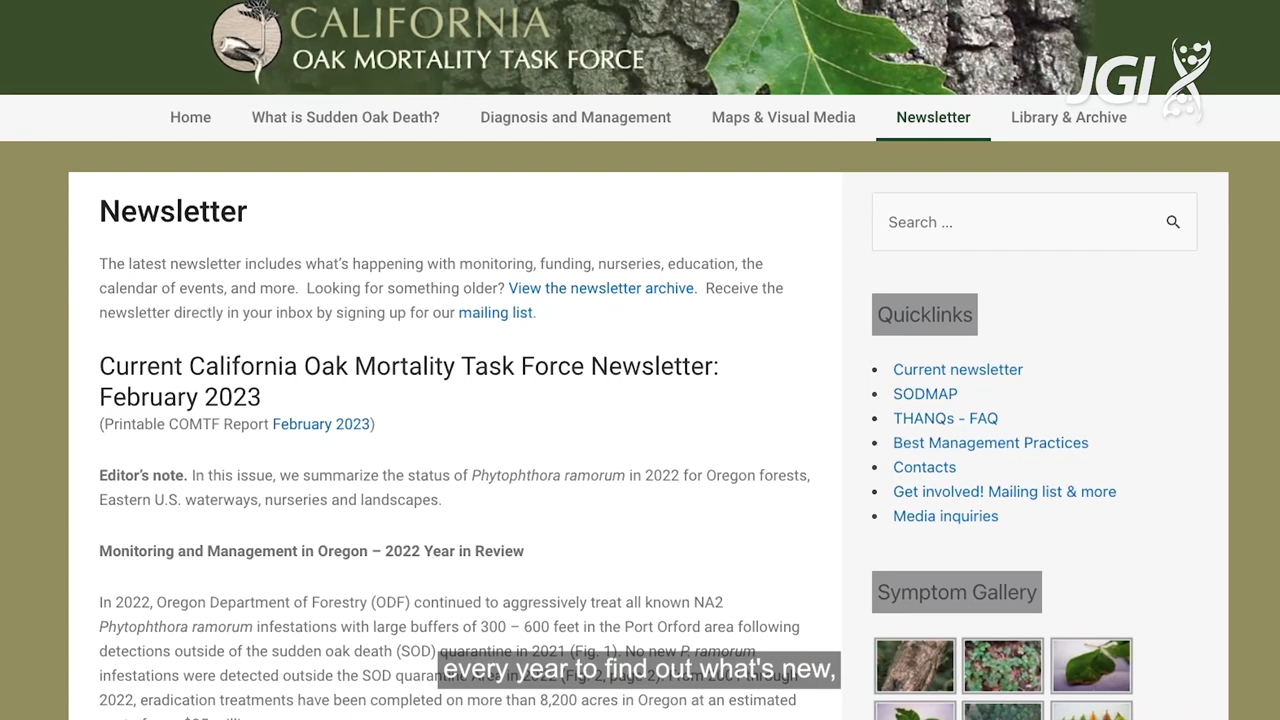 CALIFORNIA
OAK MORTALITY TASK FORCE
JGI
Home What is Sudden Oak Death? Diagnosis and Management Maps & Visual Media Newsletter Library & Archive
Newsletter
The latest newsletter includes what's happening with monitoring, funding, nurseries, education, the
calendar of events, and more. Looking for something older? View the newsletter archive. Receive the
newsletter directly in your inbox by signing up for our mailing list.
Current California Oak Mortality Task Force Newsletter:
February 2023
(Printable COMTF Report February 2023)
Editor's note. In this issue, we summarize the status of Phytophthora ramorum in 2022 for Oregon forests,
Eastern U.S. waterways, nurseries and landscapes.
Monitoring and Management in Oregon – 2022 Year in Review
In 2022, Oregon Department of Forestry (ODF) continued to aggressively treat all known NA2
Phytophthora ramorum infestations with large buffers of 300 – 600 feet in the Port Orford area following
detections outside of the sudden oak death (SOD) quarantine in 2021 (Fig. 1). No new P. ramorum
infestations were detected outside the SOD quarantine Area in 2022 (Fig. 2, page 2). From through
2022, eradication treatments have been completed on more than 8,200 acres in Oregon at an estimated
every year to find out what's new,
Search ...
Quicklinks
Current newsletter
SODMAP
THANQs - FAQ
Best Management Practices
Contacts
Get involved! Mailing list & more
Media inquiries
Symptom Gallery